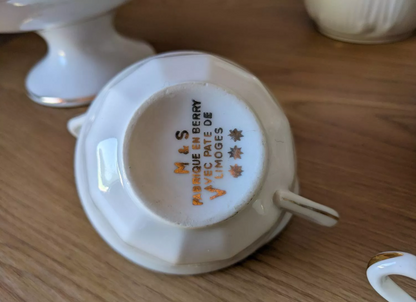 M & S
FABRIQUE EN BERRY
AVEC PATE DE
LIMOGES
V